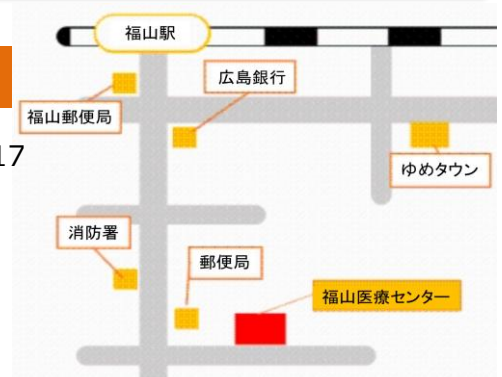 福山駅
広島銀行
福山郵便局
17
ゆめタウン
消防署
郵便局
福山医療センター